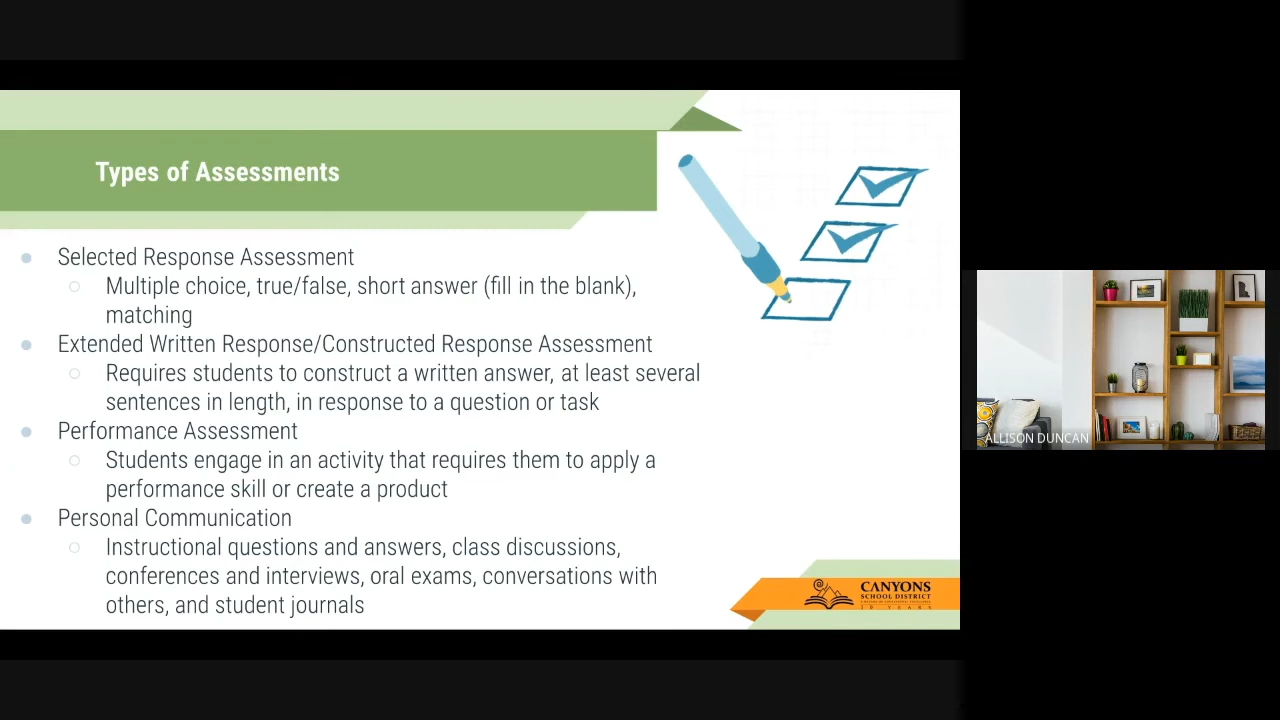 Types of Assessments
Selected Response Assessment
Multiple choice, true/false, short answer (fill in the blank),
matching
Extended Written Response/Constructed Response Assessment
Requires students to construct a written answer, at least several
sentences in length, in response to a question or task
Performance Assessment
Students engage in an activity that requires them to apply a
performance skill or create a product
Personal Communication
Instructional questions and answers, class discussions,
conferences and interviews, oral exams, conversations with
others, and student journals
CANYONS
SCHOOL DISTRICT
10 YEARS
ALLISON DUNCAN